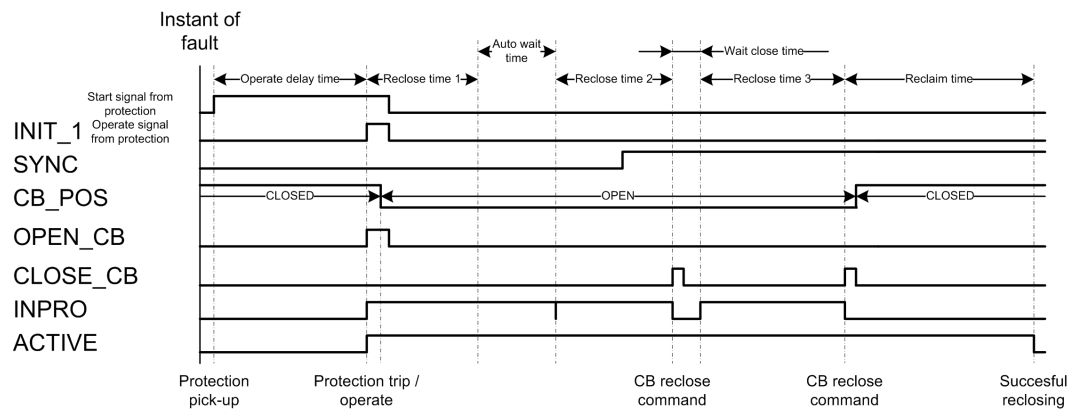 Instant of
fault
Auto wait
time
Wait close time
Operate delay time
Reclose time 1
Reclose time 2
Reclose time 3
Reclaim time
Start signal from
protection
INIT_1
Operate signal
from protection
SYNC
CB_POS
CLOSED
OPEN
CLOSED
OPEN_CB
CLOSE_CB
INPRO
ACTIVE
Protection
pick-up
Protection trip /
operate
CB reclose
command
CB reclose
command
Succesful
reclosing